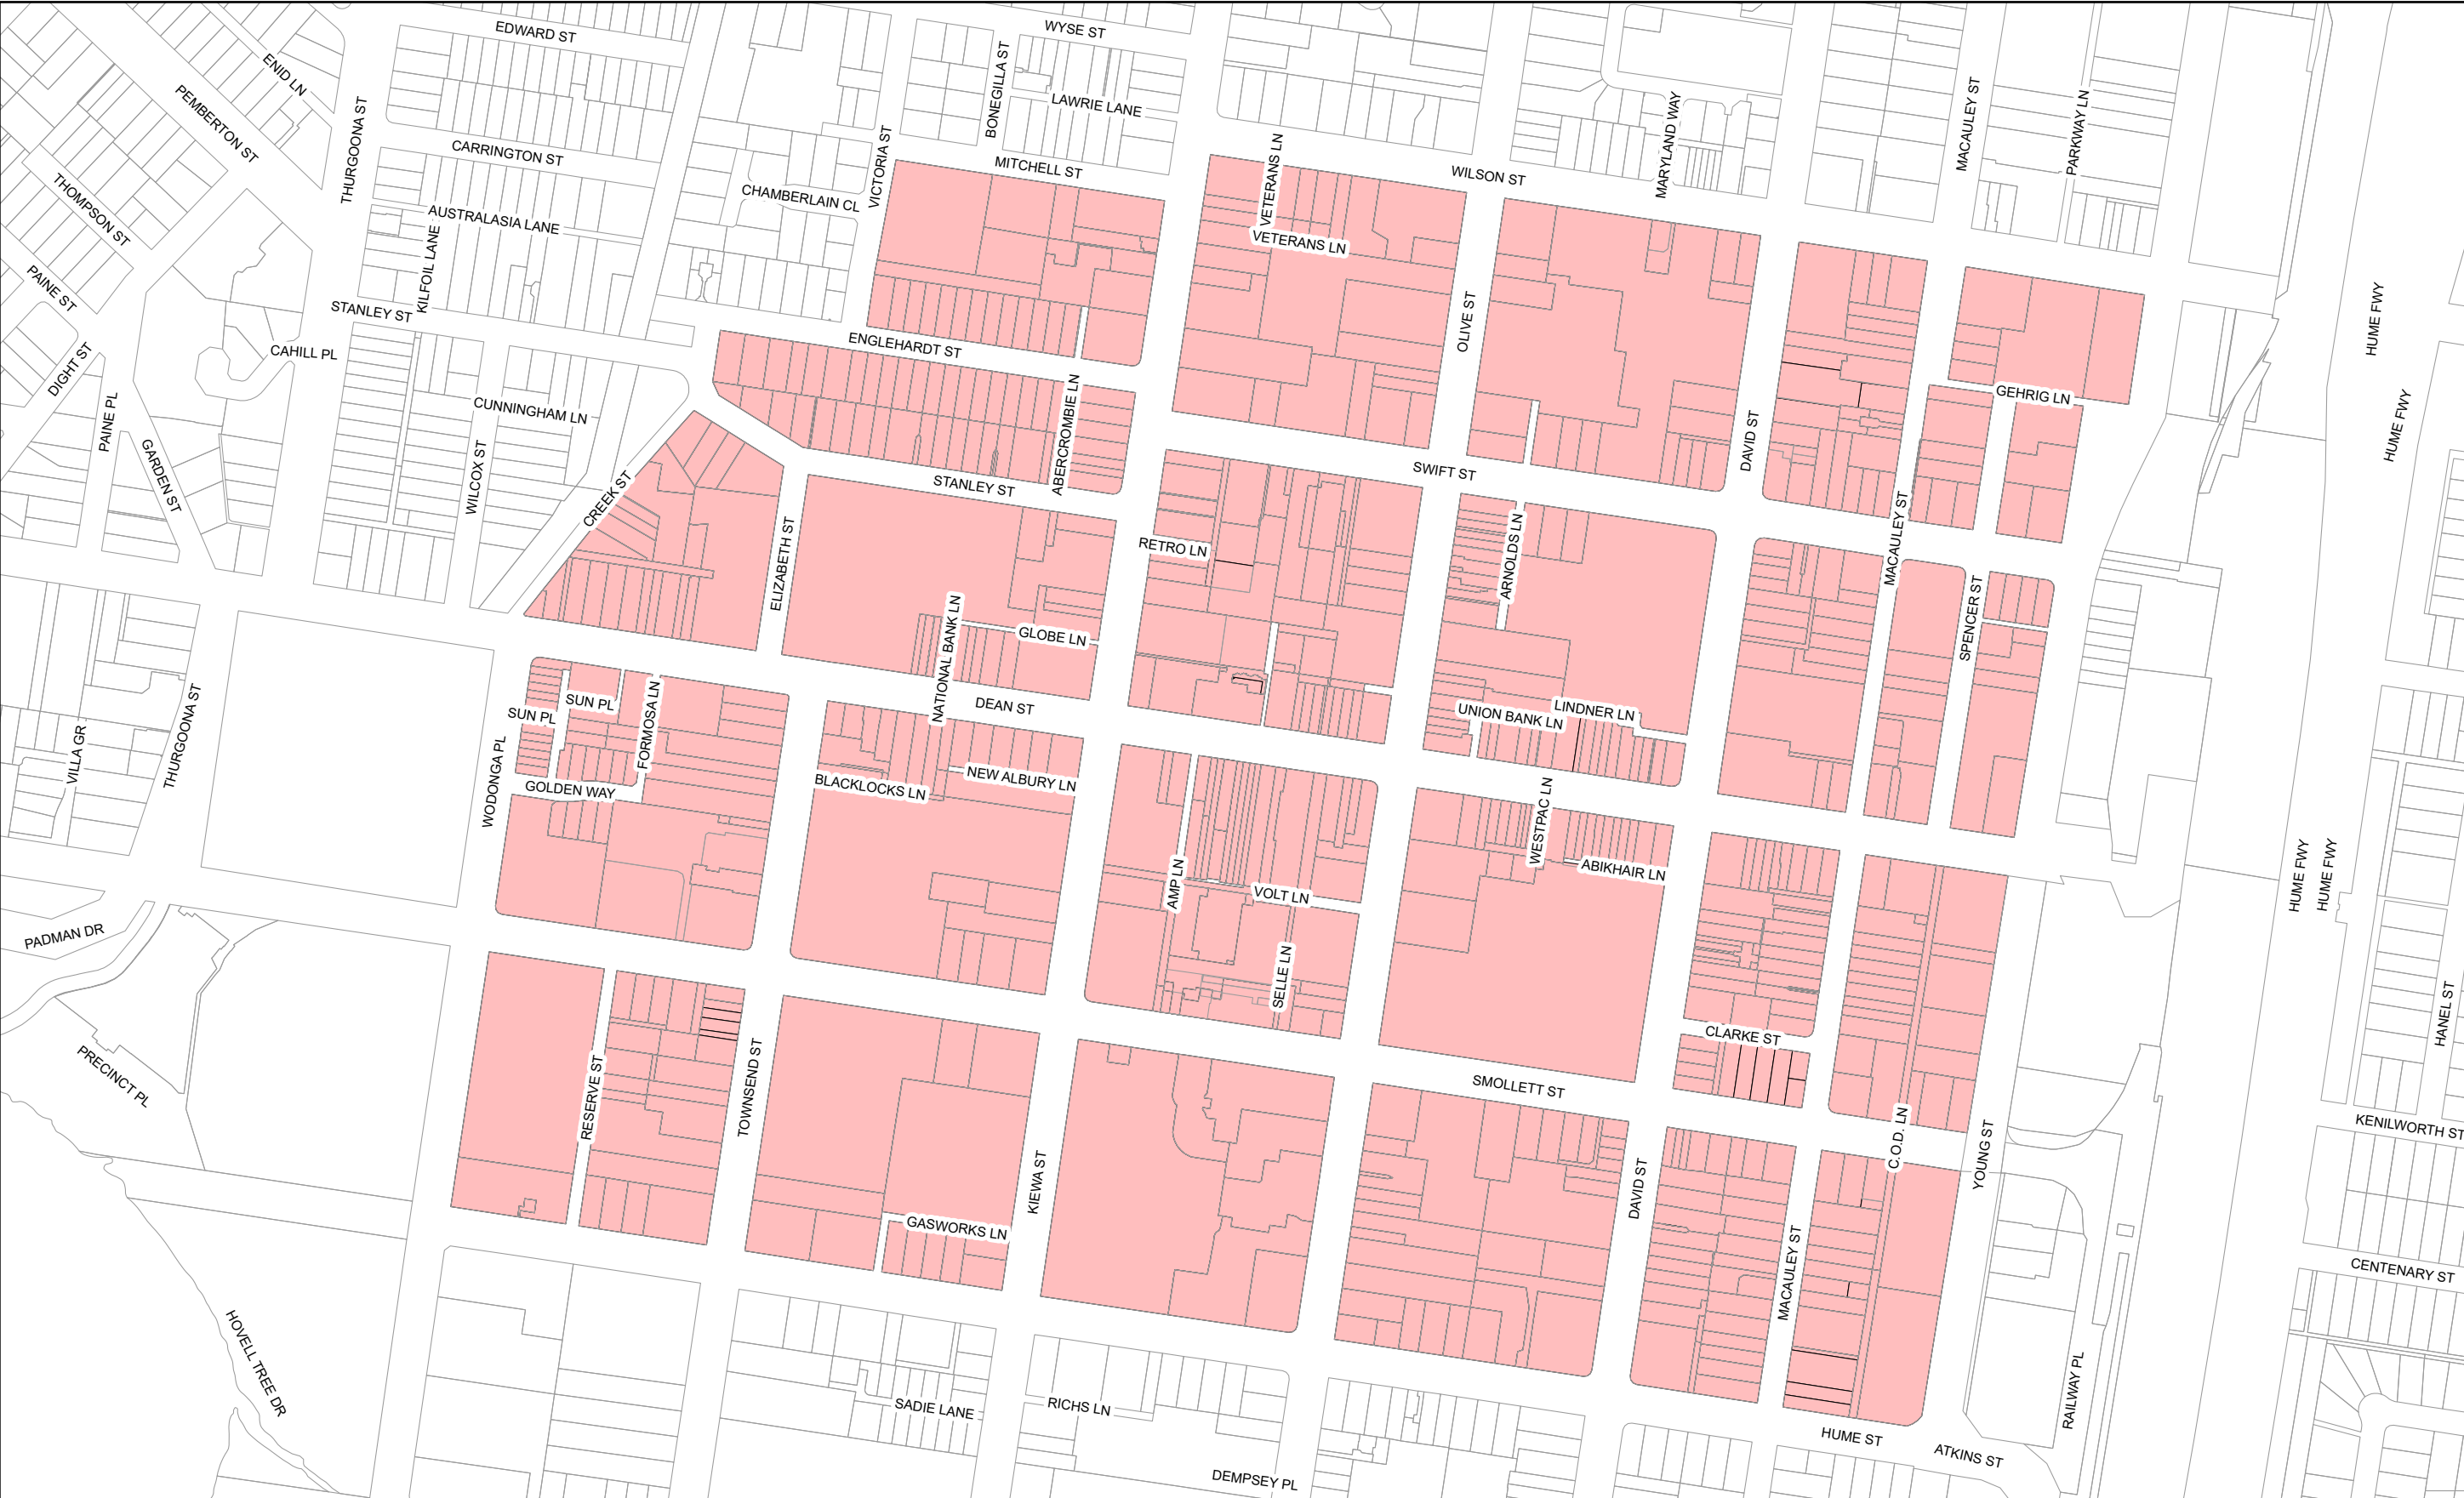 EDWARD ST
WYSE ST
ENID LN
PEMBERTON ST
THURGOONA ST
BONEGILLA ST
LAWRIE LANE
MACAULEY ST
PARKWAY LN
MARYLAND WAY
CARRINGTON ST
VICTORIA ST
MITCHELL ST
VETERANS LN
WILSON ST
CHAMBERLAIN CL
THOMPSON ST
AUSTRALASIA LANE
VETERANS LN
KILFOIL LANE
PAINE ST
STANLEY ST
HUME FWY
OLIVE ST
ENGLEHARDT ST
CAHILL PL
DIGHT ST
GEHRIG LN
CUNNINGHAM LN
PAINE PL
ABERCROMBIE LN
HUME FWY
DAVID ST
GARDEN ST
WILCOX ST
SWIFT ST
STANLEY ST
CREEK ST
MACAULEY ST
RETRO LN
ARNOLDS LN
ELIZABETH ST
SPENCER ST
NATIONAL BANK LN
GLOBE LN
SUN PL
SUN PL
FORMOSA LN
DEAN ST
UNION BANK LN
LINDNER LN
THURGOONA ST
VILLA GR
WODONGA PL
GOLDEN WAY
BLACKLOCKS LN
NEW ALBURY LN
WESTPAC LN
ABIKHAIR LN
AMP LN
VOLT LN
HUME FWY
HUME FWY
PADMAN DR
SELLE LN
HANEL ST
CLARKE ST
PRECINCT PL
RESERVE ST
TOWNSEND ST
SMOLLETT ST
KENILWORTH ST
C.O.D. LN
YOUNG ST
KIEWA ST
DAVID ST
GASWORKS LN
MACAULEY ST
CENTENARY ST
HOVELL TREE DR
RAILWAY PL
SADIE LANE
RICHS LN
HUME ST
ATKINS ST
DEMPSEY PL